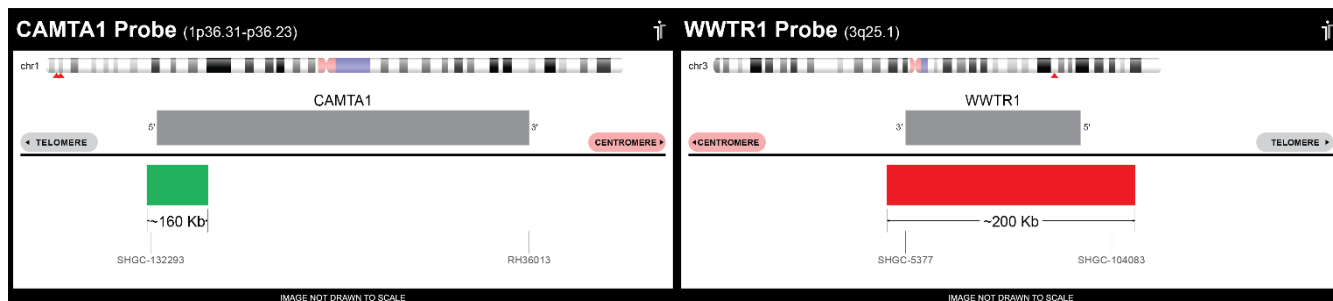 CAMTA1 Probe (1p36.31-p36.23)
chr1
CAMTA1
5'
3'
◂ TELOMERE
CENTROMERE ▸
~160 Kb
SHGC-132293
RH36013
IMAGE NOT DRAWN TO SCALE
WWTR1 Probe (3q25.1)
chr3
WWTR1
3'
5'
◂CENTROMERE
TELOMERE ▸
~200 Kb
SHGC-5377
SHGC-104083
IMAGE NOT DRAWN TO SCALE